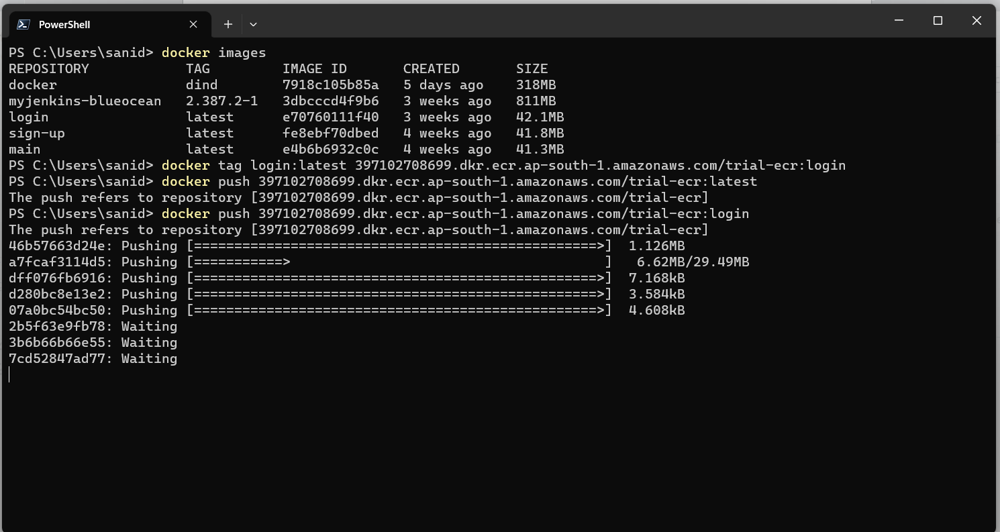 PowerShell
PS C:\Users\sanid> docker images
REPOSITORY            TAG         IMAGE ID       CREATED       SIZE
docker                dind        7918c105b85a   5 days ago    318MB
myjenkins-blueocean   2.387.2-1   3dbcccd4f9b6   3 weeks ago   811MB
login                 latest      e70760111f40   3 weeks ago   42.1MB
sign-up               latest      fe8ebf70dbed   4 weeks ago   41.8MB
main                  latest      e4b6b6932c0c   4 weeks ago   41.3MB
PS C:\Users\sanid> docker tag login:latest 397102708699.dkr.ecr.ap-south-1.amazonaws.com/trial-ecr:login
PS C:\Users\sanid> docker push 397102708699.dkr.ecr.ap-south-1.amazonaws.com/trial-ecr:latest
The push refers to repository [397102708699.dkr.ecr.ap-south-1.amazonaws.com/trial-ecr]
PS C:\Users\sanid> docker push 397102708699.dkr.ecr.ap-south-1.amazonaws.com/trial-ecr:login
The push refers to repository [397102708699.dkr.ecr.ap-south-1.amazonaws.com/trial-ecr]
46b57663d24e: Pushing [==================================================>]  1.126MB
a7fcaf3114d5: Pushing [===========>                                       ]   6.62MB/29.49MB
dff076fb6916: Pushing [==================================================>]  7.168kB
d280bc8e13e2: Pushing [==================================================>]  3.584kB
07a0bc54bc50: Pushing [==================================================>]  4.608kB
2b5f63e9fb78: Waiting
3b6b66b66e55: Waiting
7cd52847ad77: Waiting